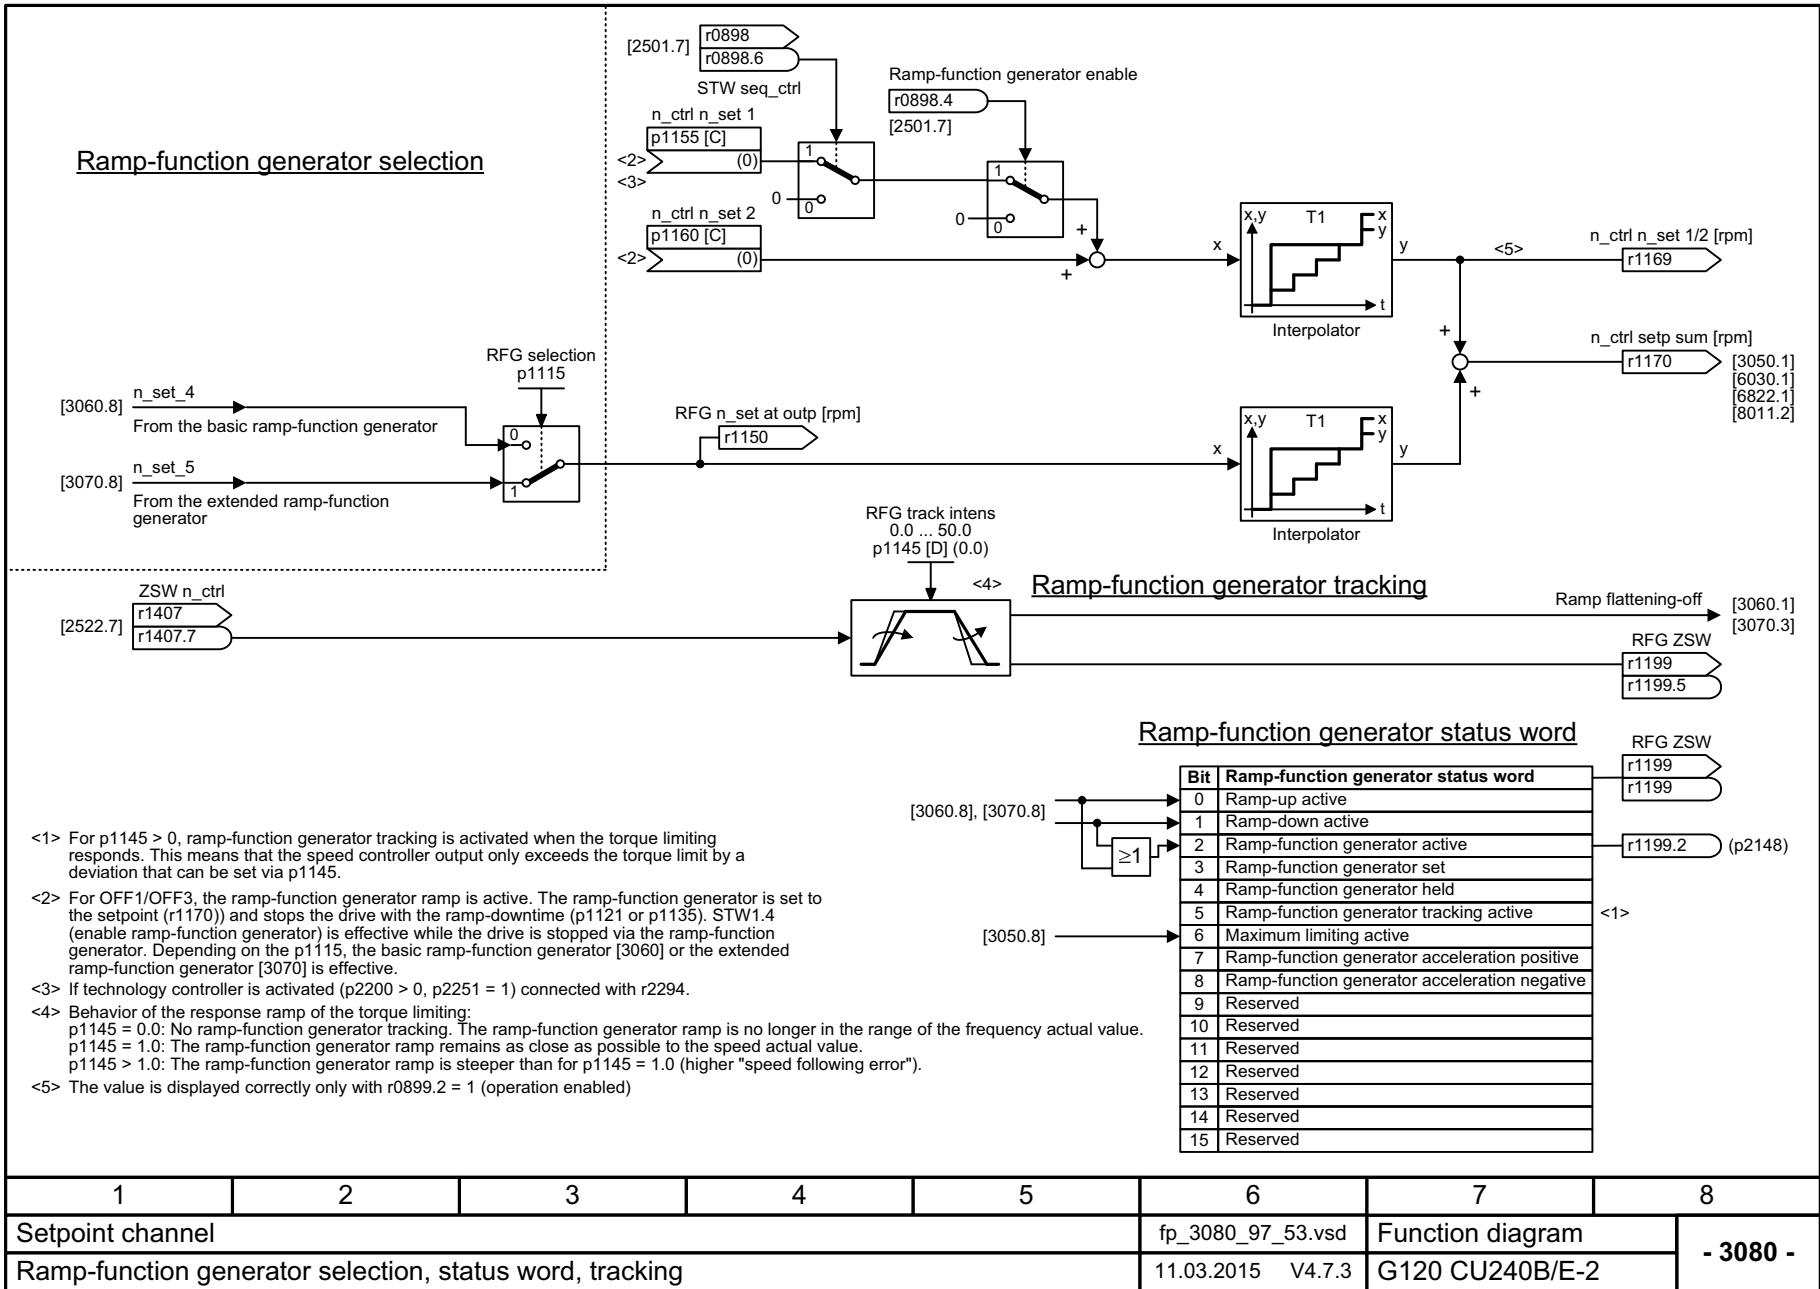 Ramp-function generator selection
[2501.7]
r0898
r0898.6
STW seq_ctrl
Ramp-function generator enable
r0898.4
[2501.7]
n_ctrl n_set 1
p1155 [C]
<2>
(0)
<3>
1
0
0
1
0
0
n_ctrl n_set 2
p1160 [C]
<2>
(0)
+
+
x
x,y
T1
x
y
t
y
Interpolator
<5>
n_ctrl n_set 1/2 [rpm]
r1169
+
n_ctrl setp sum [rpm]
r1170
[3050.1]
[6030.1]
[6822.1]
[8011.2]
+
RFG selection
p1115
[3060.8]
n_set_4
From the basic ramp-function generator
0
[3070.8]
n_set_5
From the extended ramp-function
generator
1
RFG n_set at outp [rpm]
r1150
x
x,y
T1
x
y
t
y
Interpolator
RFG track intens
0.0 ... 50.0
p1145 [D] (0.0)
<4>
Ramp-function generator tracking
ZSW n_ctrl
[2522.7]
r1407
r1407.7
Ramp flattening-off
[3060.1]
[3070.3]
RFG ZSW
r1199
r1199.5
Ramp-function generator status word
RFG ZSW
r1199
r1199
Bit Ramp-function generator status word
[3060.8], [3070.8]
≥1
0 Ramp-up active
1 Ramp-down active
2 Ramp-function generator active
r1199.2 (p2148)
3 Ramp-function generator set
4 Ramp-function generator held
5 Ramp-function generator tracking active <1>
[3050.8]
6 Maximum limiting active
7 Ramp-function generator acceleration positive
8 Ramp-function generator acceleration negative
9 Reserved
10 Reserved
11 Reserved
12 Reserved
13 Reserved
14 Reserved
15 Reserved
<1> For p1145 > 0, ramp-function generator tracking is activated when the torque limiting
responds. This means that the speed controller output only exceeds the torque limit by a
deviation that can be set via p1145.
<2> For OFF1/OFF3, the ramp-function generator ramp is active. The ramp-function generator is set to
the setpoint (r1170)) and stops the drive with the ramp-downtime (p1121 or p1135). STW1.4
(enable ramp-function generator) is effective while the drive is stopped via the ramp-function
generator. Depending on the p1115, the basic ramp-function generator [3060] or the extended
ramp-function generator [3070] is effective.
<3> If technology controller is activated (p2200 > 0, p2251 = 1) connected with r2294.
<4> Behavior of the response ramp of the torque limiting:
p1145 = 0.0: No ramp-function generator tracking. The ramp-function generator ramp is no longer in the range of the frequency actual value.
p1145 = 1.0: The ramp-function generator ramp remains as close as possible to the speed actual value.
p1145 > 1.0: The ramp-function generator ramp is steeper than for p1145 = 1.0 (higher "speed following error").
<5> The value is displayed correctly only with r0899.2 = 1 (operation enabled)
1 2 3 4 5 6 7 8
Setpoint channel
fp_3080_97_53.vsd
Function diagram
- 3080 -
Ramp-function generator selection, status word, tracking
11.03.2015 V4.7.3
G120 CU240B/E-2